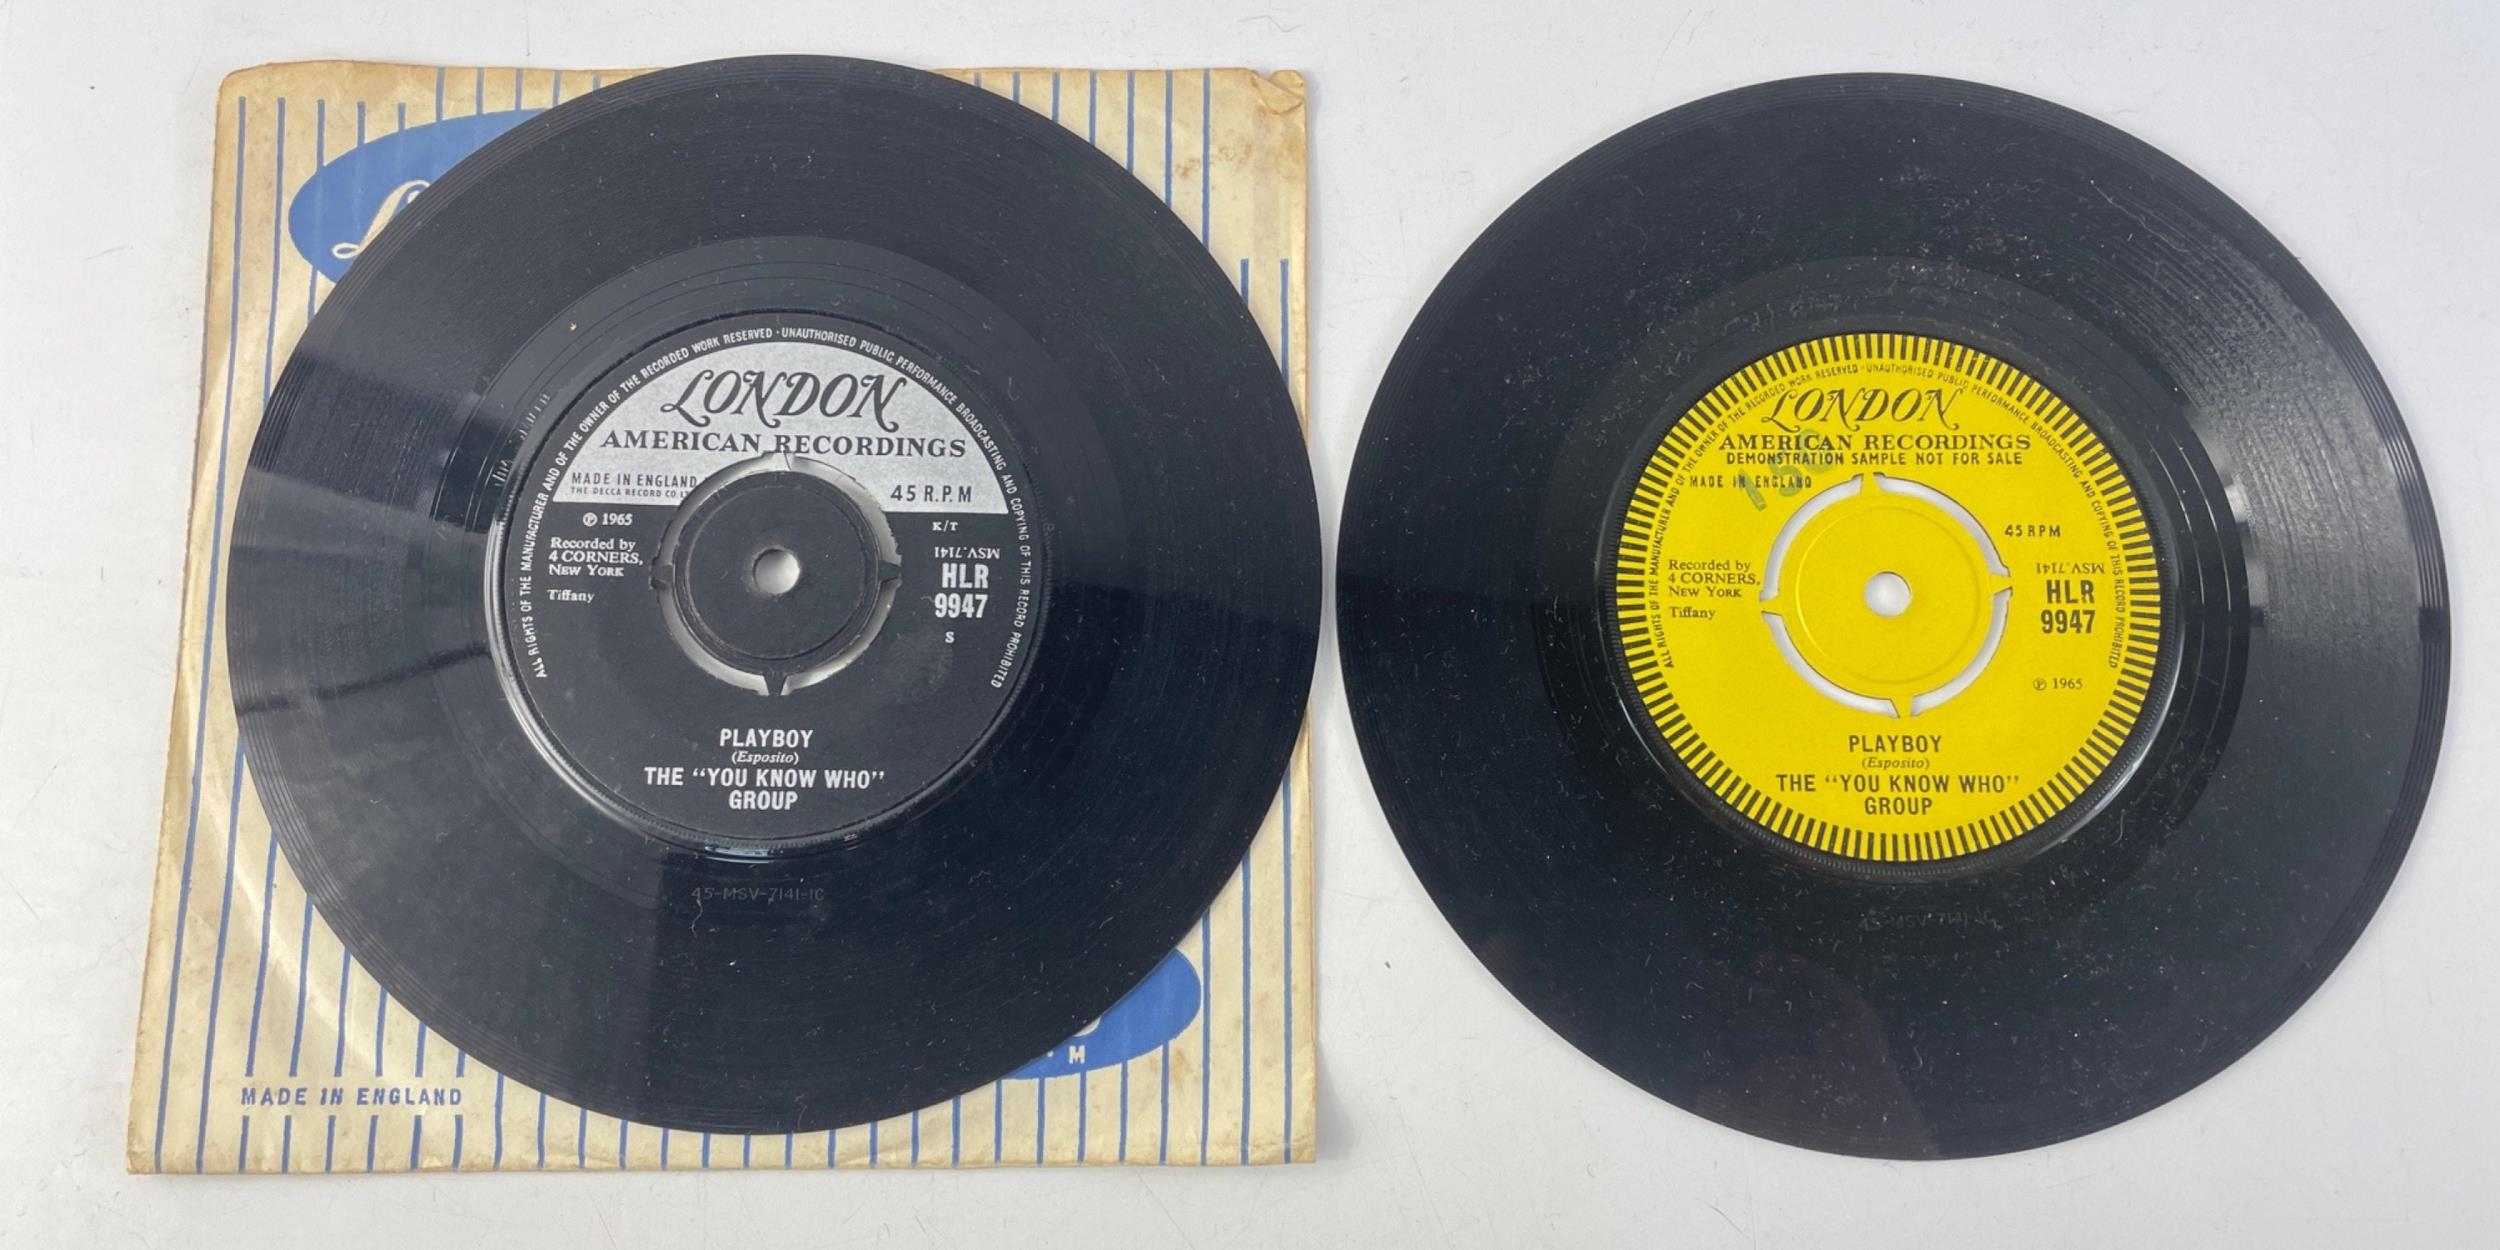 ALL RIGHTS OF THE MANUFACTURER AND OF THE OWNER OF THE RECORDED WORK RESERVED · UNAUTHORISED PUBLIC PERFORMANCE BROADCASTING AND COPYING OF THIS RECORD PROHIBITED
LONDON
AMERICAN RECORDINGS
MADE IN ENGLAND
THE DECCA RECORD CO
45 R.P.M
℗ 1965
K/T
Recorded by
4 CORNERS,
New York
Tiffany
MSV.7141
HLR
9947
S
PLAYBOY
(Esposito)
THE “YOU KNOW WHO”
GROUP
45-MSV-7141-1C
M
MADE IN ENGLAND
ALL RIGHTS OF THE MANUFACTURER AND OF THE OWNER OF THE RECORDED WORK RESERVED · UNAUTHORISED PUBLIC PERFORMANCE BROADCASTING AND COPYING OF THIS RECORD PROHIBITED
LONDON
AMERICAN RECORDINGS
DEMONSTRATION SAMPLE NOT FOR SALE
MADE IN ENGLAND
45 RPM
Recorded by
4 CORNERS,
New York
Tiffany
MSV.7141
HLR
9947
℗ 1965
PLAYBOY
(Esposito)
THE “YOU KNOW WHO”
GROUP
45-MSV-7141-1C